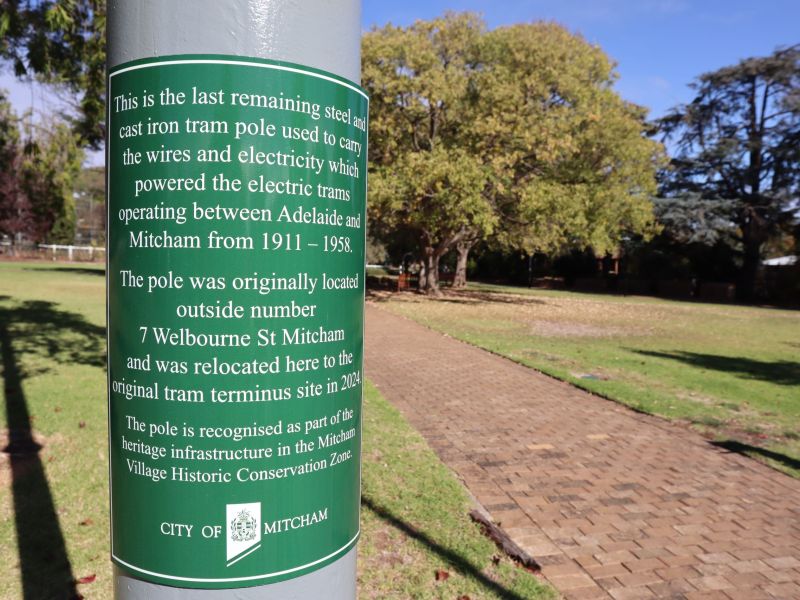 This is the last remaining steel and
cast iron tram pole used to carry
the wires and electricity which
powered the electric trams
operating between Adelaide and
Mitcham from 1911 – 1958.
The pole was originally located
outside number
7 Welbourne St Mitcham
and was relocated here to the
original tram terminus site in 2024.
The pole is recognised as part of the
heritage infrastructure in the Mitcham
Village Historic Conservation Zone.
CITY OF MITCHAM